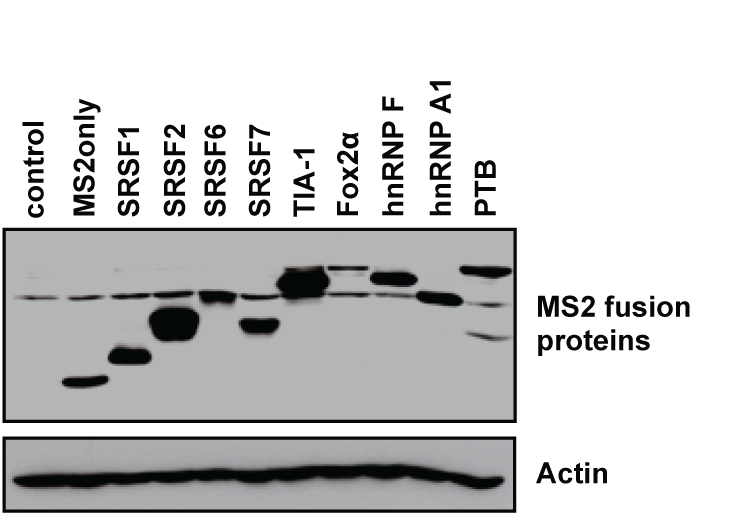 control
MS2only
SRSF1
SRSF2
SRSF6
SRSF7
TIA-1
Fox2α
hnRNP F
hnRNP A1
PTB
MS2 fusion
proteins
Actin